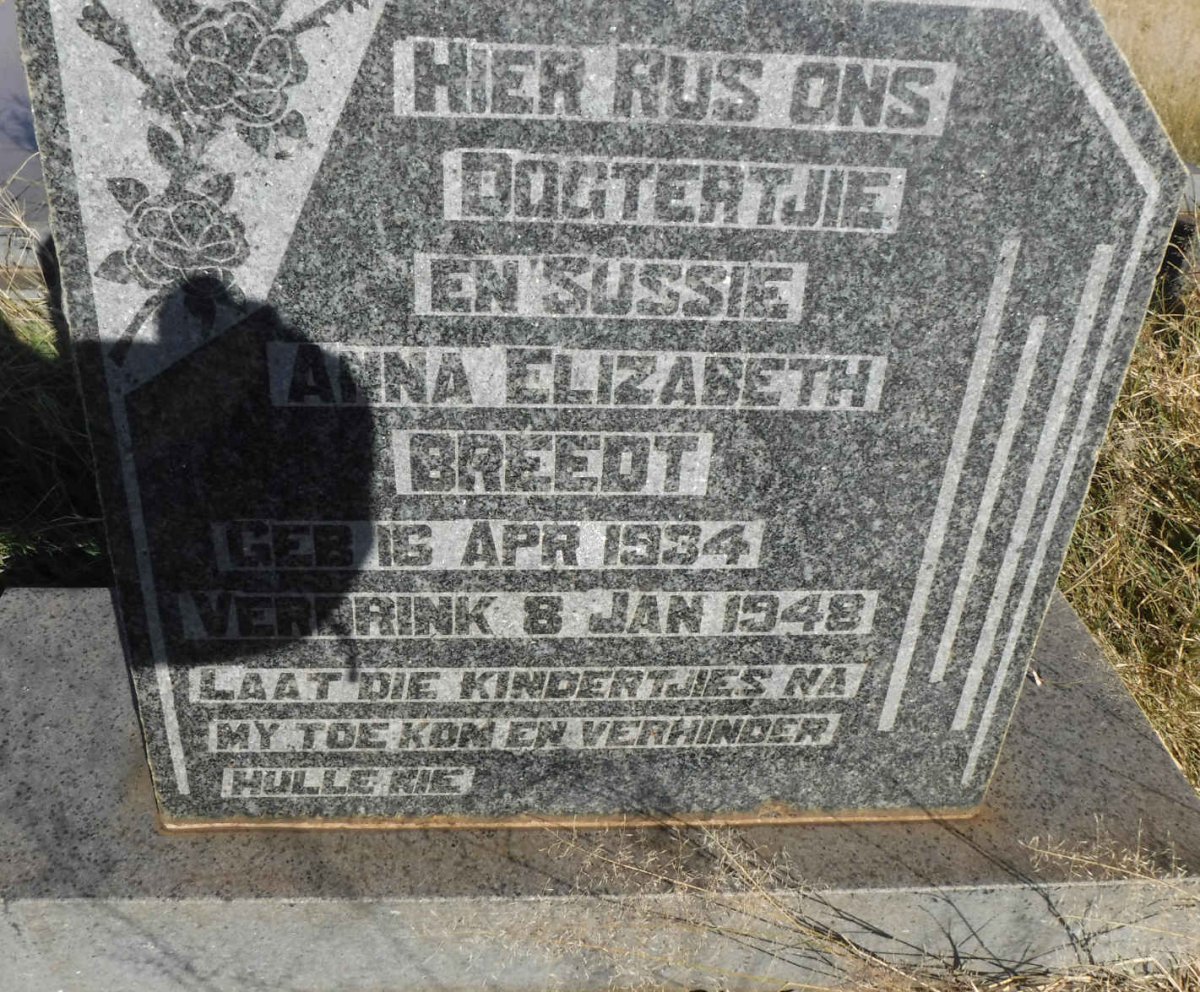 HIER RUS ONS
DOGTERTJIE
EN SUSSIE
ANNA ELIZABETH
BREEDT
GEB 16 APR 1934
VERDRINK 8 JAN 1948
LAAT DIE KINDERTJIES NA
MY TOE KOM EN VERHINDER
HULLE NIE